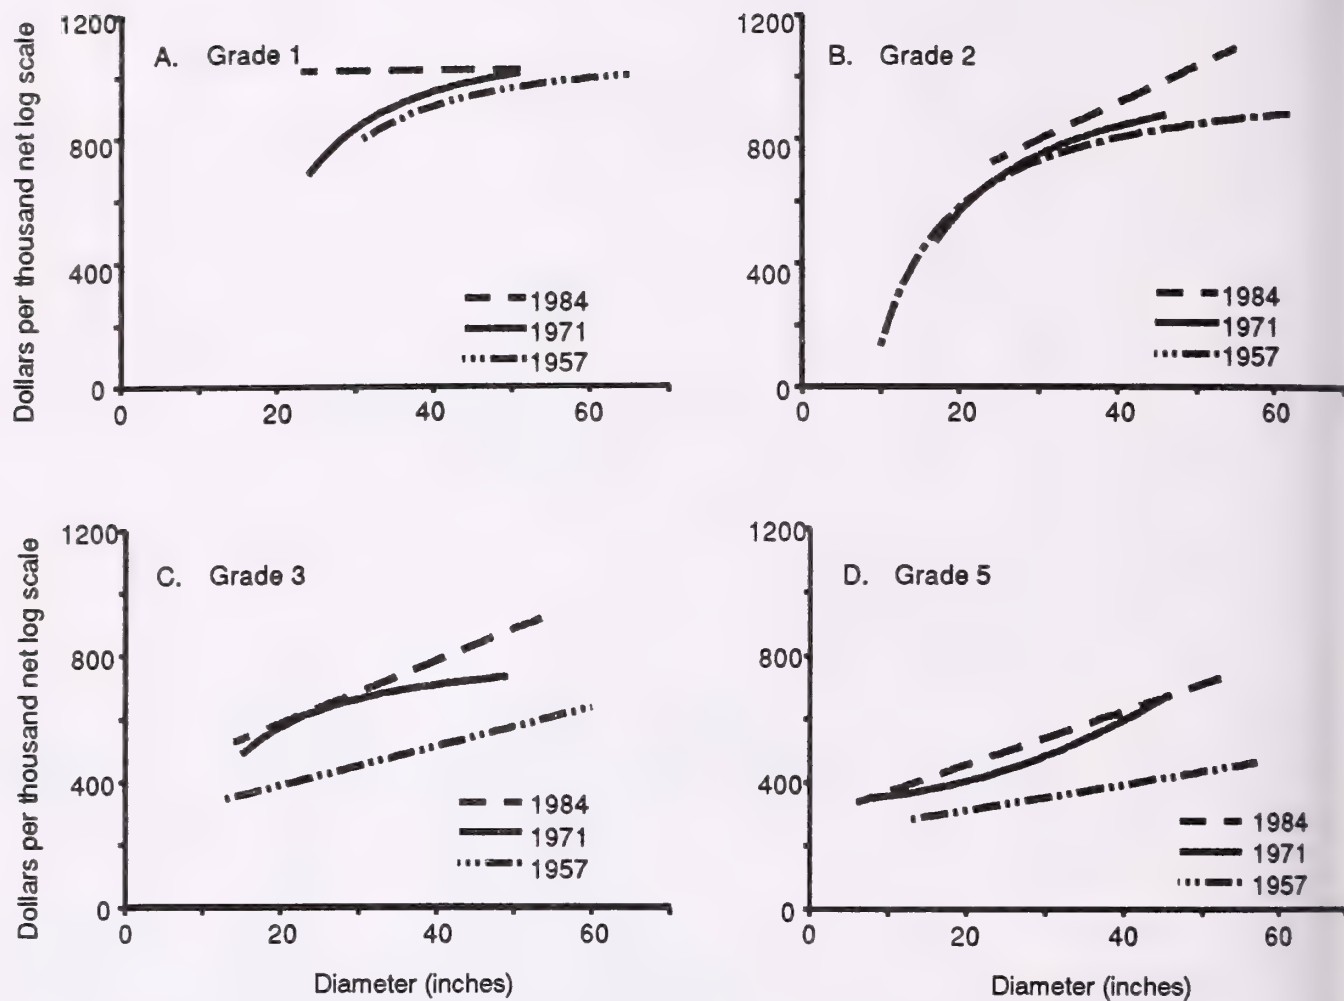 Dollars per thousand net log scale
1200
800
400
0
A. Grade 1
1984
1971
1957
0 20 40 60
1200
800
400
0
B. Grade 2
1984
1971
1957
0 20 40 60
Dollars per thousand net log scale
1200
800
400
0
C. Grade 3
1984
1971
1957
0 20 40 60
Diameter (inches)
1200
800
400
0
D. Grade 5
1984
1971
1957
0 20 40 60
Diameter (inches)